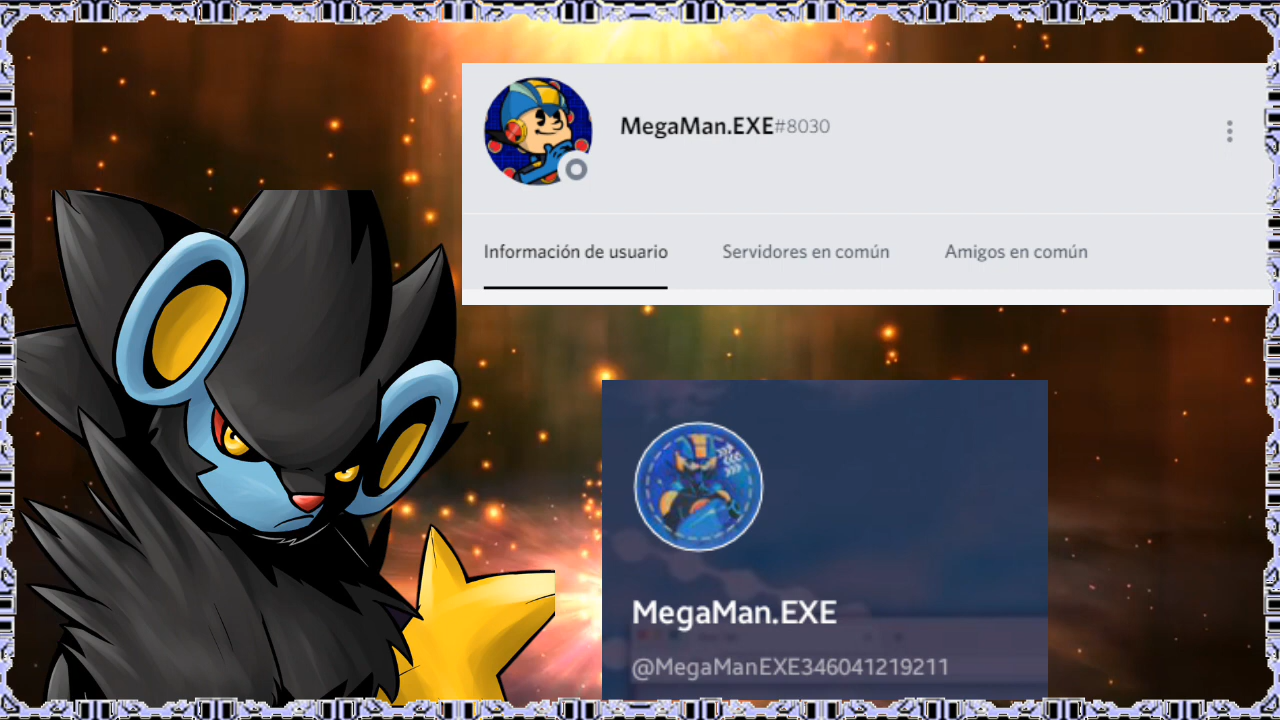 MegaMan.EXE#8030
Información de usuario Servidores en común Amigos en común
MegaMan.EXE
@MegaManEXE346041219211